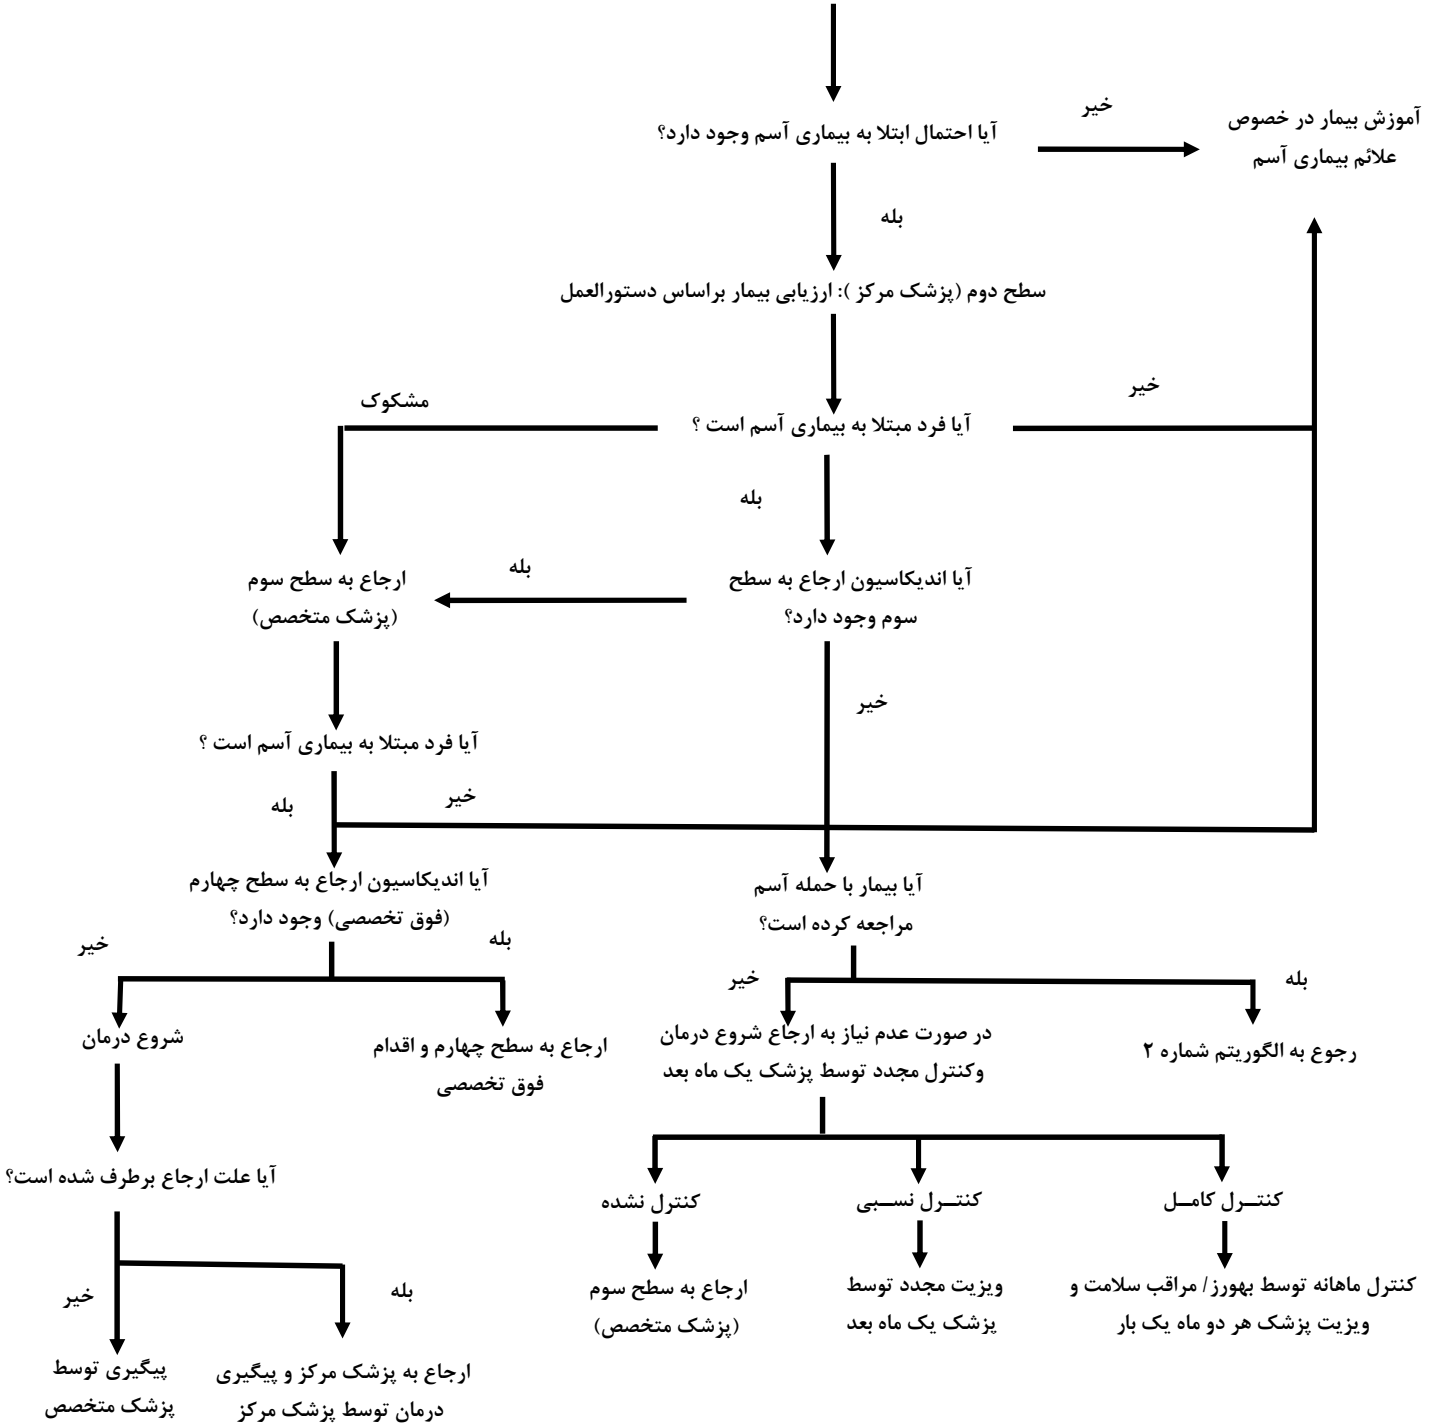 خیر
آموزش بیمار در خصوص
علائم بیماری آسم
آیا احتمال ابتلا به بیماری آسم وجود دارد؟
بله
سطح دوم (پزشک مرکز ): ارزیابی بیمار براساس دستورالعمل
خیر
مشکوک
آیا فرد مبتلا به بیماری آسم است ؟
بله
آیا اندیکاسیون ارجاع به سطح
سوم وجود دارد؟
بله
ارجاع به سطح سوم
(پزشک متخصص)
خیر
آیا فرد مبتلا به بیماری آسم است ؟
خیر
بله
آیا بیمار با حمله آسم
مراجعه کرده است؟
آیا اندیکاسیون ارجاع به سطح چهارم
(فوق تخصصی) وجود دارد؟
بله
خیر
بله
خیر
رجوع به الگوریتم شماره ۲
در صورت عدم نیاز به ارجاع شروع درمان
وکنترل مجدد توسط پزشک یک ماه بعد
ارجاع به سطح چهارم و اقدام
فوق تخصصی
شروع درمان
آیا علت ارجاع برطرف شده است؟
کنتــرل کامــل
کنتــرل نســبی
کنترل نشده
کنترل ماهانه توسط بهورز/ مراقب سلامت و
ویزیت پزشک هر دو ماه یک بار
ویزیت مجدد توسط
پزشک یک ماه بعد
ارجاع به سطح سوم
(پزشک متخصص)
بله
خیر
ارجاع به پزشک مرکز و پیگیری
درمان توسط پزشک مرکز
پیگیری توسط
پزشک متخصص